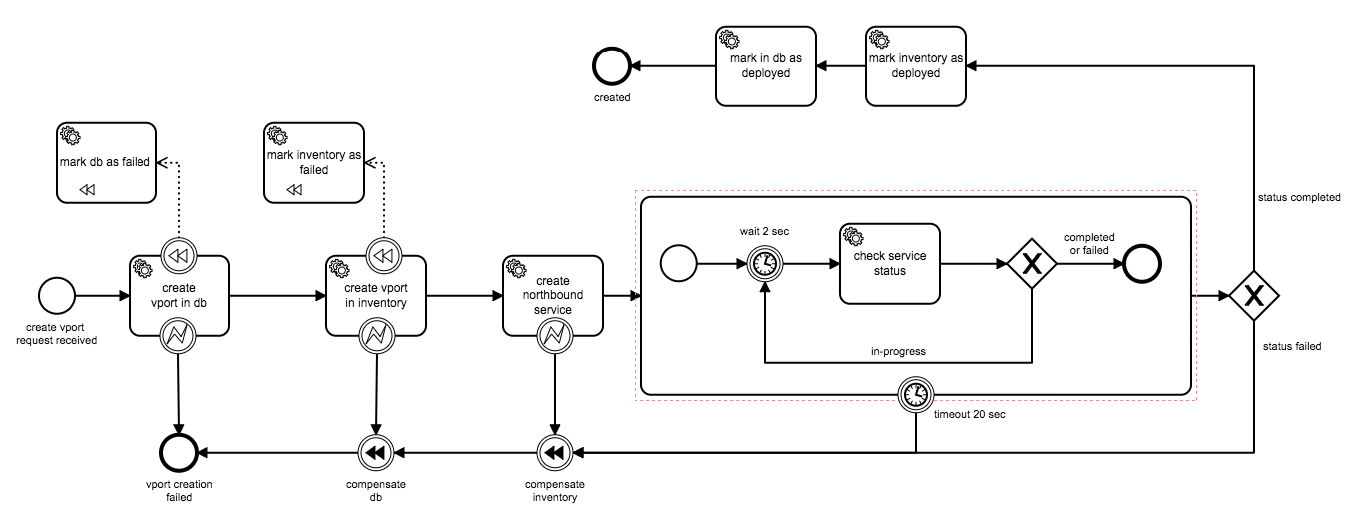 mark in db as
deployed
mark inventory as
deployed
created
mark db as failed
mark inventory as
failed
status completed
wait 2 sec
completed
or failed
check service
status
create
vport in db
create vport
in inventory
create
northbound
service
create vport
request received
in-progress
status failed
timeout 20 sec
vport creation
failed
compensate
db
compensate
inventory